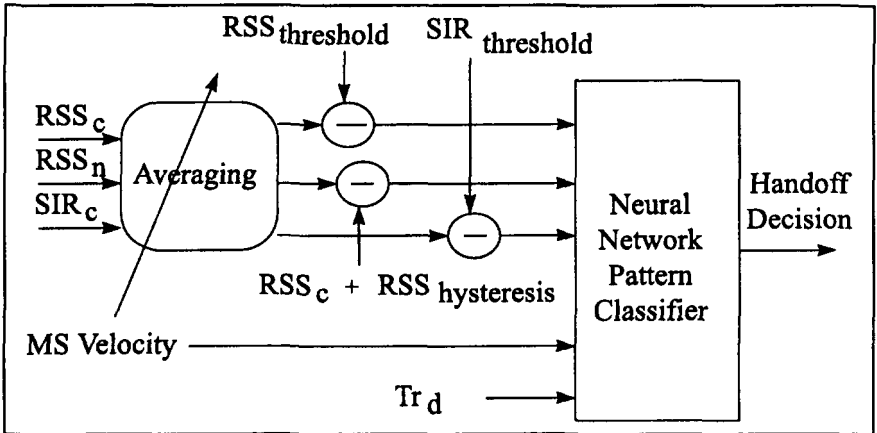 RSS threshold
SIR threshold
RSS c
RSS n
SIR c
Averaging
RSS c + RSS hysteresis
MS Velocity
Tr d
Neural
Network
Pattern
Classifier
Handoff
Decision